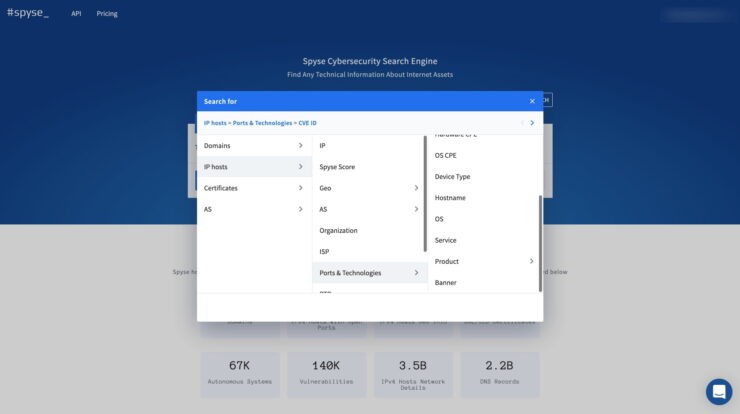 #spyse_
API
Pricing
Spyse Cybersecurity Search Engine
Find Any Technical Information About Internet Assets
Search for
IP hosts > Ports & Technologies > CVE ID
Domains
IP hosts
Certificates
AS
IP
Spyse Score
Geo
AS
Organization
ISP
Ports & Technologies
OS CPE
Device Type
Hostname
OS
Service
Product
Banner
Spyse
below
Ports
67K
Autonomous Systems
140K
Vulnerabilities
3.5B
IPv4 Hosts Network
Details
2.2B
DNS Records